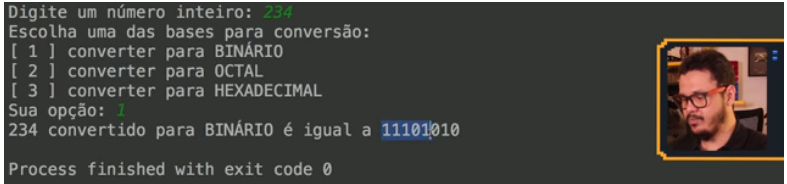 Digite um número inteiro: 234
Escolha uma das bases para conversão:
[ 1 ] converter para BINÁRIO
[ 2 ] converter para OCTAL
[ 3 ] converter para HEXADECIMAL
Sua opção: 1
234 convertido para BINÁRIO é igual a 11101010
Process finished with exit code 0